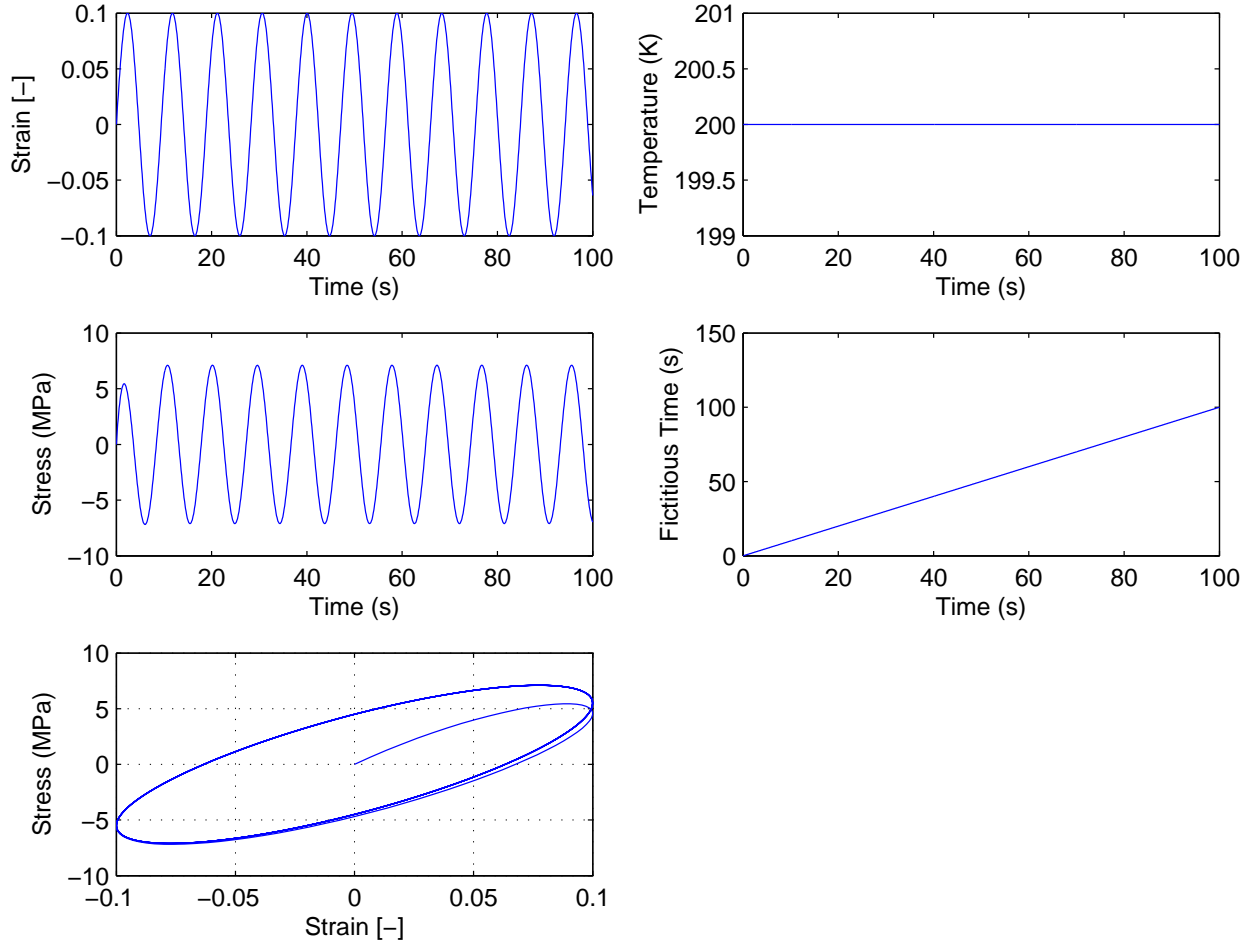 0.1
0.05
0
−0.05
−0.1
Strain [−]
0 20 40 60 80 100
Time (s)
201
200.5
200
199.5
199
Temperature (K)
0 20 40 60 80 100
Time (s)
10
5
0
−5
−10
Stress (MPa)
0 20 40 60 80 100
Time (s)
150
100
50
0
Fictitious Time (s)
0 20 40 60 80 100
Time (s)
10
5
0
−5
−10
Stress (MPa)
−0.1 −0.05 0 0.05 0.1
Strain [−]